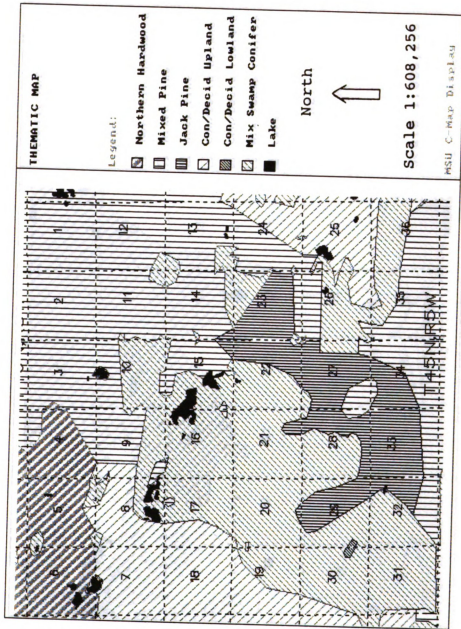 THEMATIC MAP
Legend:
Northern Hardwood
Mixed Pine
Jack Pine
Con/Decid Upland
Con/Decid Lowland
Mix Swamp Conifer
Lake
North
Scale 1:608,256
MSU C-Map Display
6 5 4 3 2 1
7 8 9 10 11 12
18 17 16 15 14 13
19 20 21 22 23 24
30 29 28 27 26 25
31 32 33 34 35 36
T45N,R5W